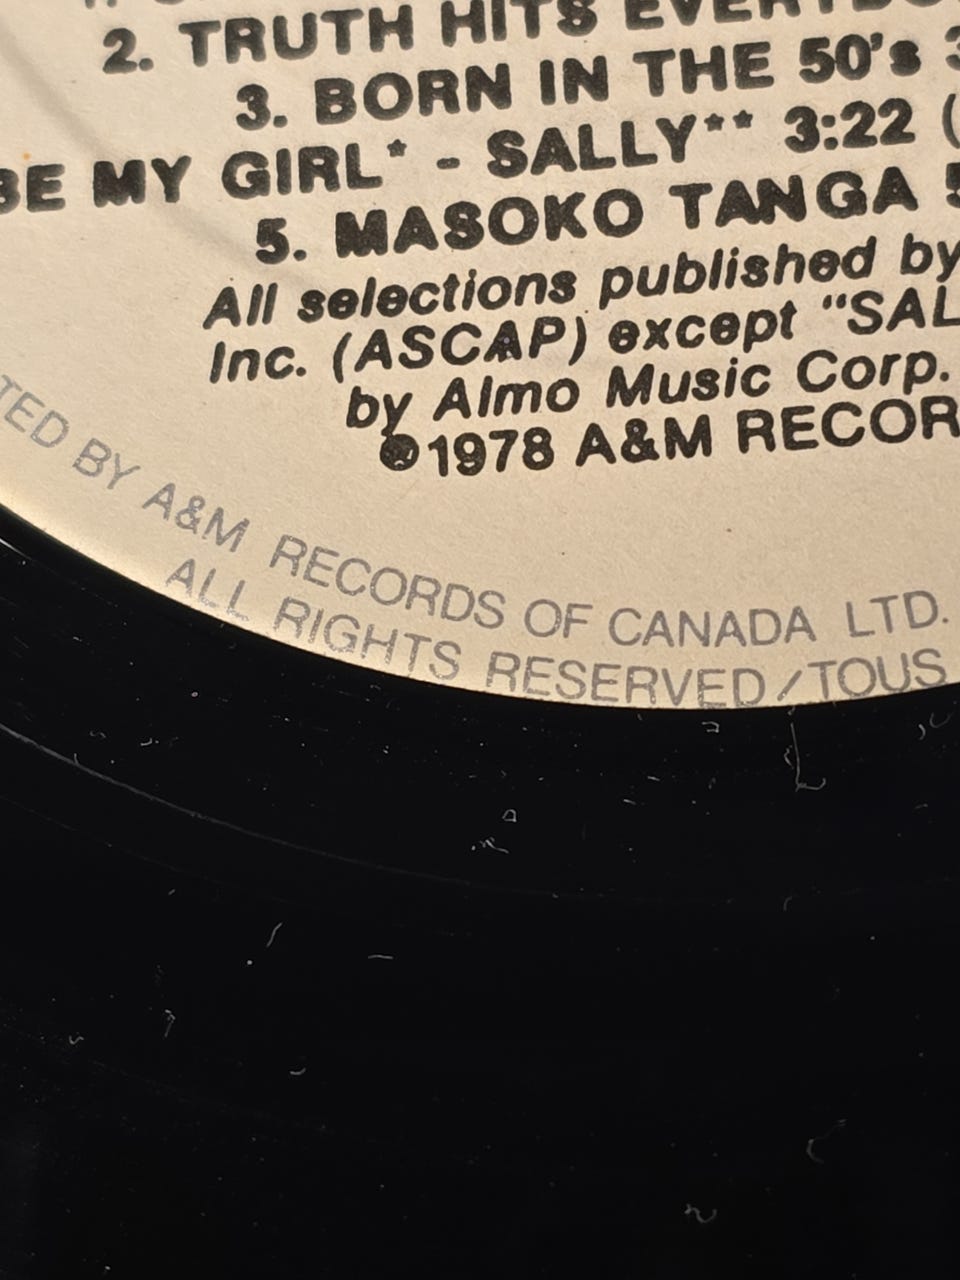 2. TRUTH HITS
3. BORN IN THE 50's
BE MY GIRL* - SALLY** 3:22 (
5. MASOKO TANGA
All selections published by
Inc. (ASCAP) except "SAL
by Almo Music Corp.
℗1978 A&M RECOR
TED BY A&M RECORDS OF CANADA LTD.
ALL RIGHTS RESERVED/TOUS